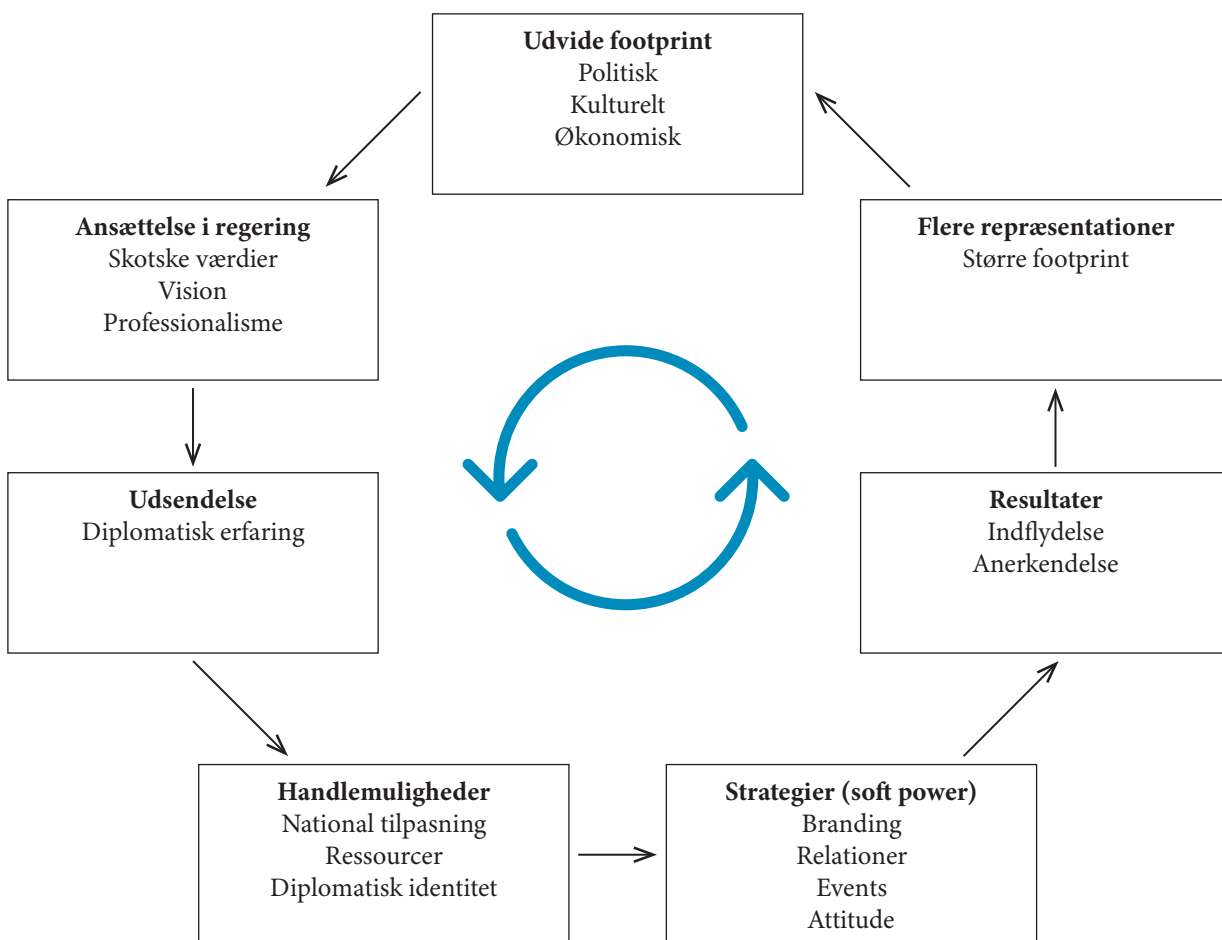 Udvide footprint
Politisk
Kulturelt
Økonomisk
Ansættelse i regering
Skotske værdier
Vision
Professionalisme
Flere repræsentationer
Større footprint
Udsendelse
Diplomatisk erfaring
Resultater
Indflydelse
Anerkendelse
Handlemuligheder
National tilpasning
Ressourcer
Diplomatisk identitet
Strategier (soft power)
Branding
Relationer
Events
Attitude